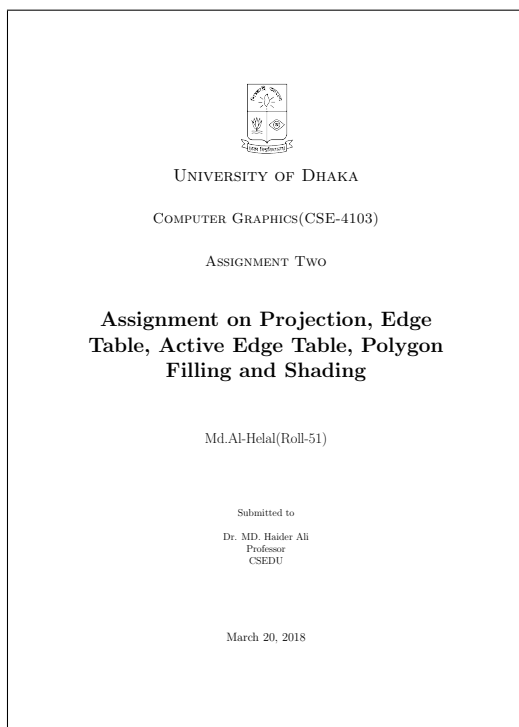 University of Dhaka
Computer Graphics(CSE-4103)
Assignment Two
Assignment on Projection, Edge
Table, Active Edge Table, Polygon
Filling and Shading
Md.Al-Helal(Roll-51)
Submitted to
Dr. MD. Haider Ali
Professor
CSEDU
March 20, 2018